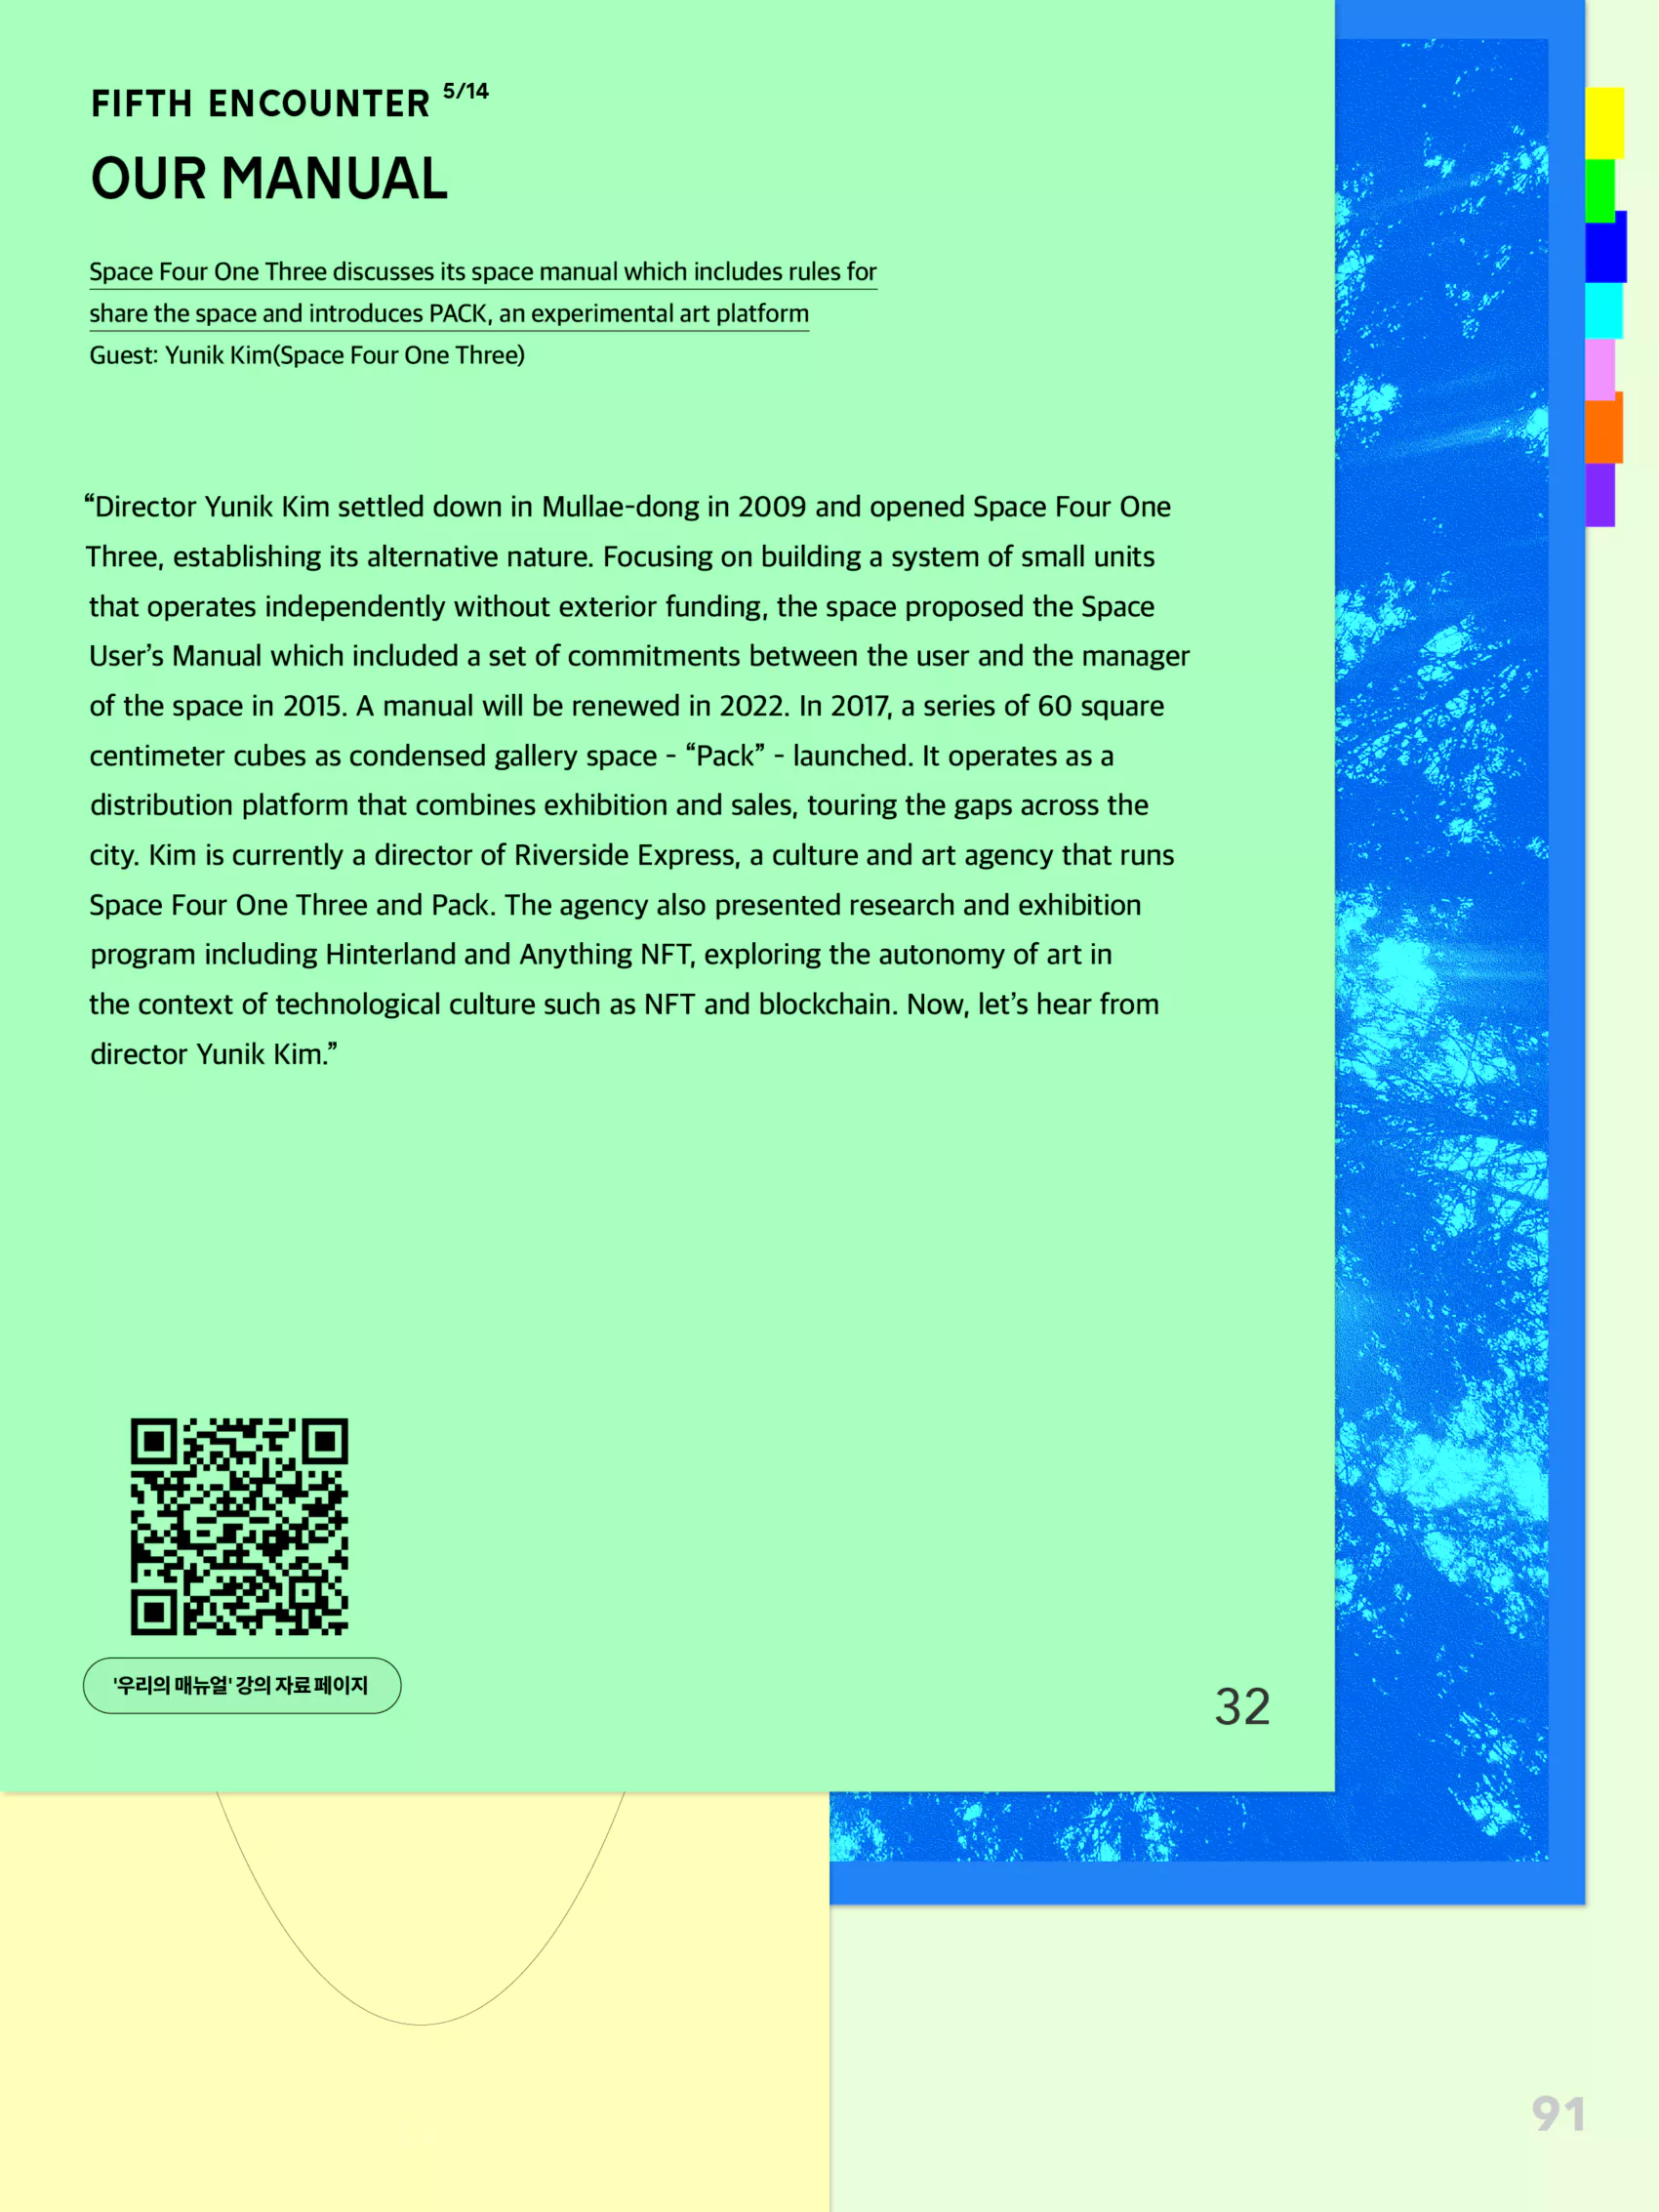 FIFTH ENCOUNTER 5/14
OUR MANUAL
Space Four One Three discusses its space manual which includes rules for
share the space and introduces PACK, an experimental art platform
Guest: Yunik Kim(Space Four One Three)
“Director Yunik Kim settled down in Mullae-dong in 2009 and opened Space Four One
Three, establishing its alternative nature. Focusing on building a system of small units
that operates independently without exterior funding, the space proposed the Space
User’s Manual which included a set of commitments between the user and the manager
of the space in 2015. A manual will be renewed in 2022. In 2017, a series of 60 square
centimeter cubes as condensed gallery space - “Pack” - launched. It operates as a
distribution platform that combines exhibition and sales, touring the gaps across the
city. Kim is currently a director of Riverside Express, a culture and art agency that runs
Space Four One Three and Pack. The agency also presented research and exhibition
program including Hinterland and Anything NFT, exploring the autonomy of art in
the context of technological culture such as NFT and blockchain. Now, let’s hear from
director Yunik Kim.”
'우리의 매뉴얼' 강의 자료 페이지
32
91